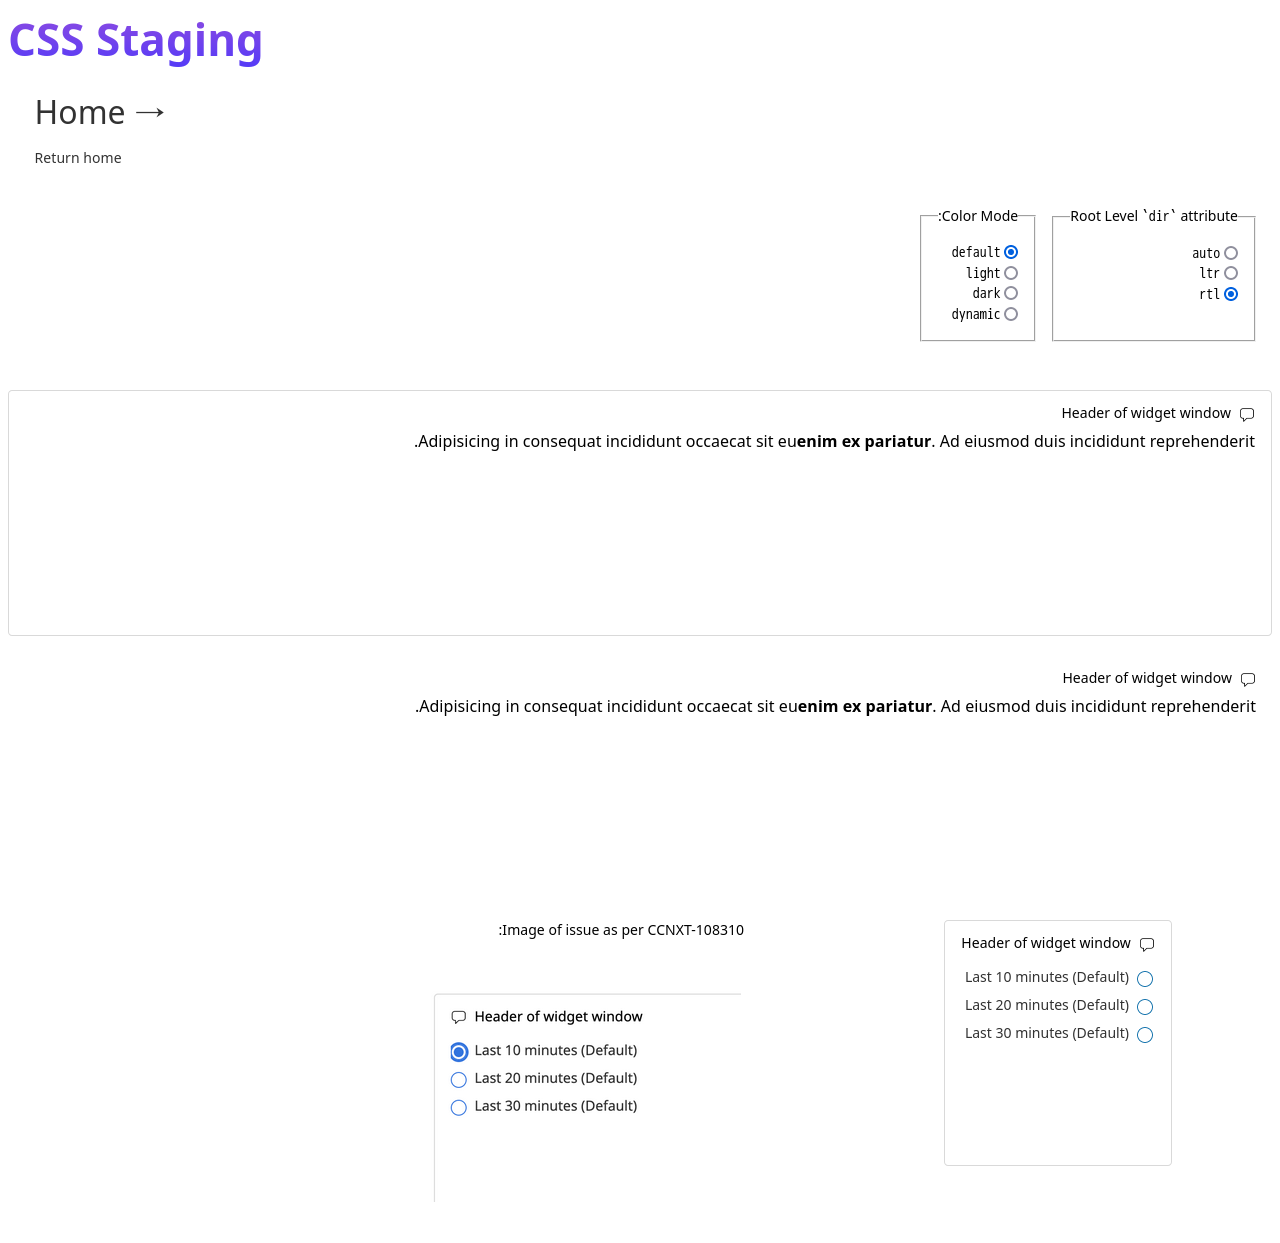 CSS Staging
Home →
Return home
Root Level `dir` attribute
auto
ltr
rtl
:Color Mode
default
light
dark
dynamic
Header of widget window
.Adipisicing in consequat incididunt occaecat sit euenim ex pariatur. Ad eiusmod duis incididunt reprehenderit
Header of widget window
.Adipisicing in consequat incididunt occaecat sit euenim ex pariatur. Ad eiusmod duis incididunt reprehenderit
Header of widget window
Last 10 minutes (Default)
Last 20 minutes (Default)
Last 30 minutes (Default)
:Image of issue as per CCNXT-108310
Header of widget window
Last 10 minutes (Default)
Last 20 minutes (Default)
Last 30 minutes (Default)